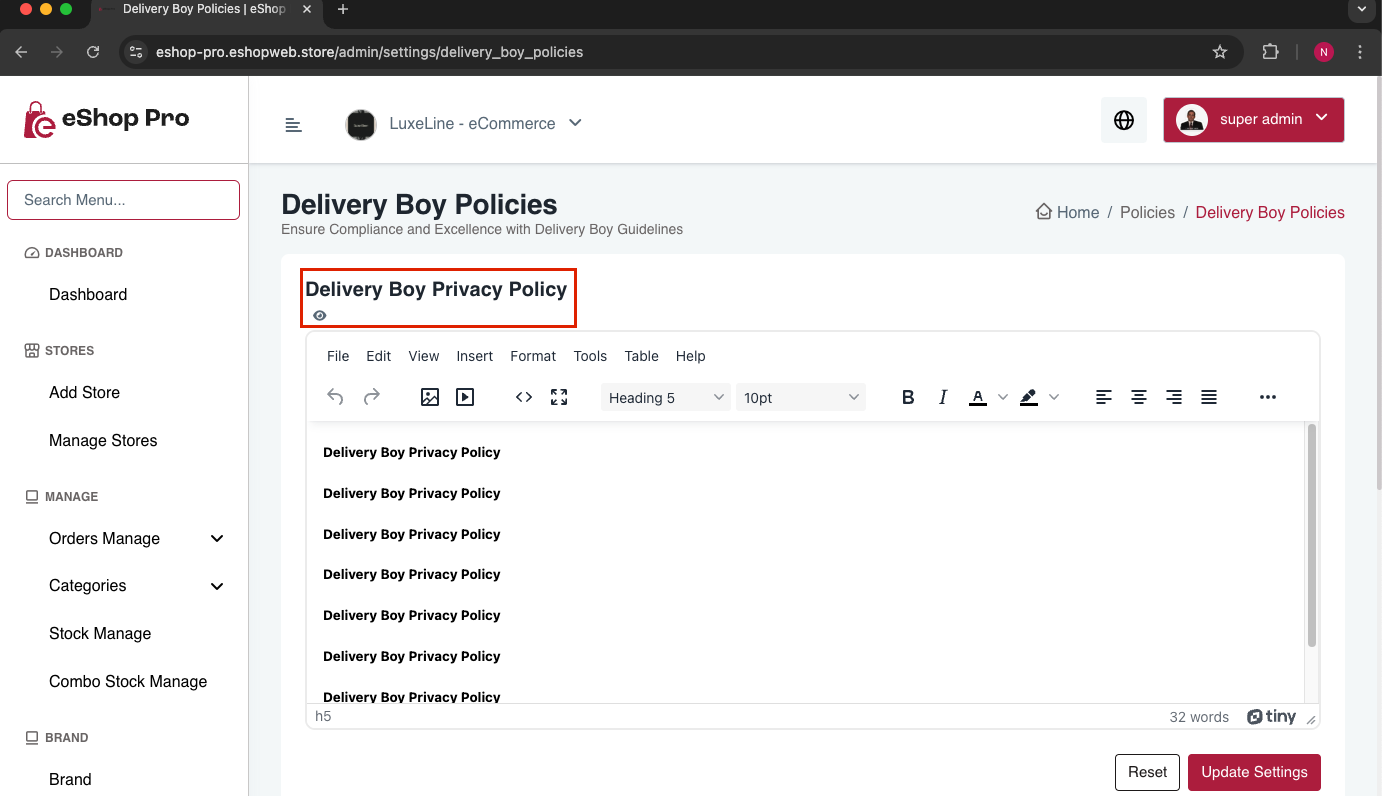 Delivery Boy Policies | eShop
eshop-pro.eshopweb.store/admin/settings/delivery_boy_policies
N
eShop Pro
LuxeLine - eCommerce
super admin
Search Menu...
DASHBOARD
Dashboard
STORES
Add Store
Manage Stores
MANAGE
Orders Manage
Categories
Stock Manage
Combo Stock Manage
BRAND
Brand
Delivery Boy Policies
Ensure Compliance and Excellence with Delivery Boy Guidelines
Home / Policies / Delivery Boy Policies
Delivery Boy Privacy Policy
File Edit View Insert Format Tools Table Help
Heading 5 10pt B I A
Delivery Boy Privacy Policy
Delivery Boy Privacy Policy
Delivery Boy Privacy Policy
Delivery Boy Privacy Policy
Delivery Boy Privacy Policy
Delivery Boy Privacy Policy
Delivery Boy Privacy Policy
h5 32 words tiny
Reset Update Settings